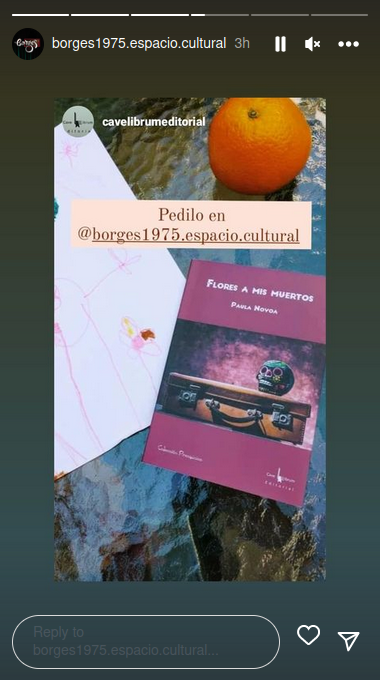 Borges
borges1975.espacio.cultural 3h
cavelibrumeditorial
Pedilo en
@borges1975.espacio.cultural
FLORES A MIS MUERTOS
PAULA NOVOA
Reply to
borges1975.espacio.cultural...